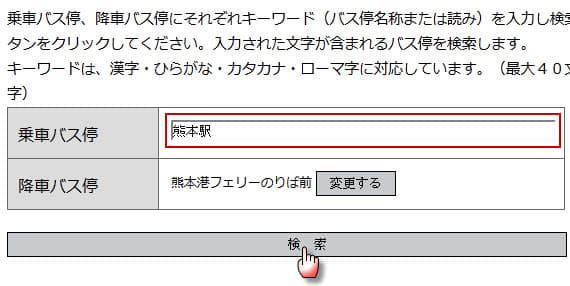 乗車バス停、降車バス停にそれぞれキーワード（バス停名称または読み）を入力し検索
タンをクリックしてください。入力された文字が含まれるバス停を検索します。
キーワードは、漢字・ひらがな・カタカナ・ローマ字に対応しています。（最大４０文
字）
乗車バス停 熊本駅
降車バス停 熊本港フェリーのりば前 変更する
検 索